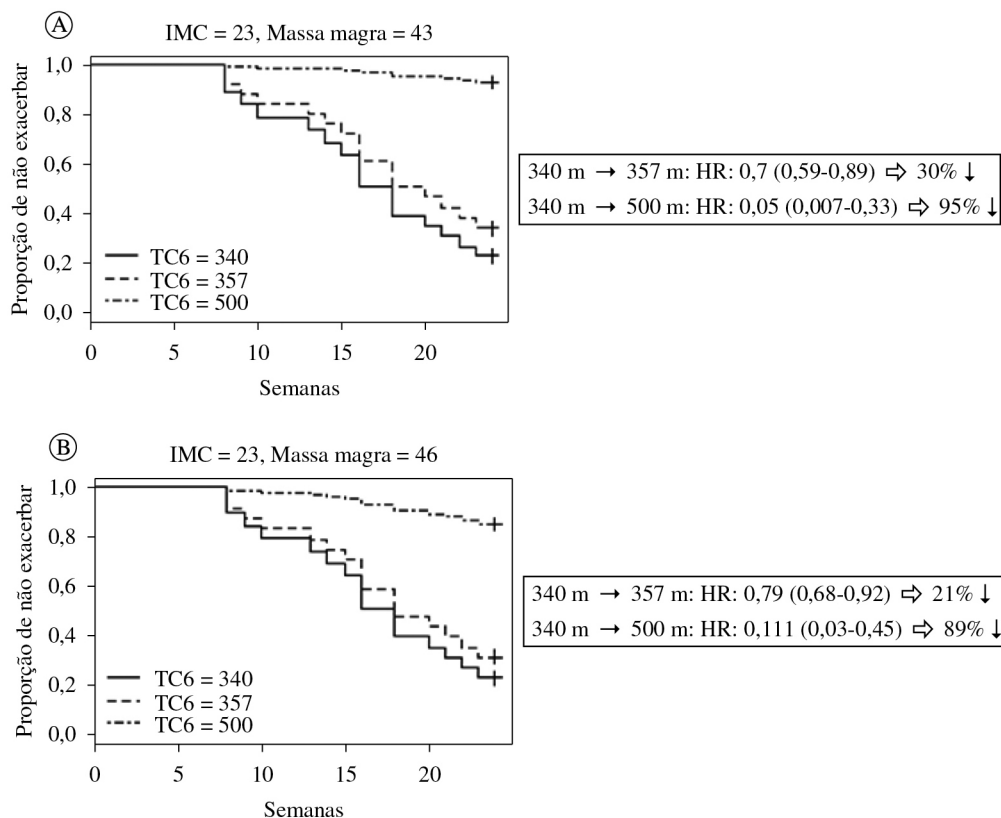 A
IMC = 23, Massa magra = 43
Proporção de não exacerbar
1,0
0,8
0,6
0,4
0,2
0,0
TC6 = 340
TC6 = 357
TC6 = 500
0 5 10 15 20
Semanas
340 m → 357 m: HR: 0,7 (0,59-0,89) ⇨ 30% ↓
340 m → 500 m: HR: 0,05 (0,007-0,33) ⇨ 95% ↓
B
IMC = 23, Massa magra = 46
Proporção de não exacerbar
1,0
0,8
0,6
0,4
0,2
0,0
TC6 = 340
TC6 = 357
TC6 = 500
0 5 10 15 20
Semanas
340 m → 357 m: HR: 0,79 (0,68-0,92) ⇨ 21% ↓
340 m → 500 m: HR: 0,111 (0,03-0,45) ⇨ 89% ↓